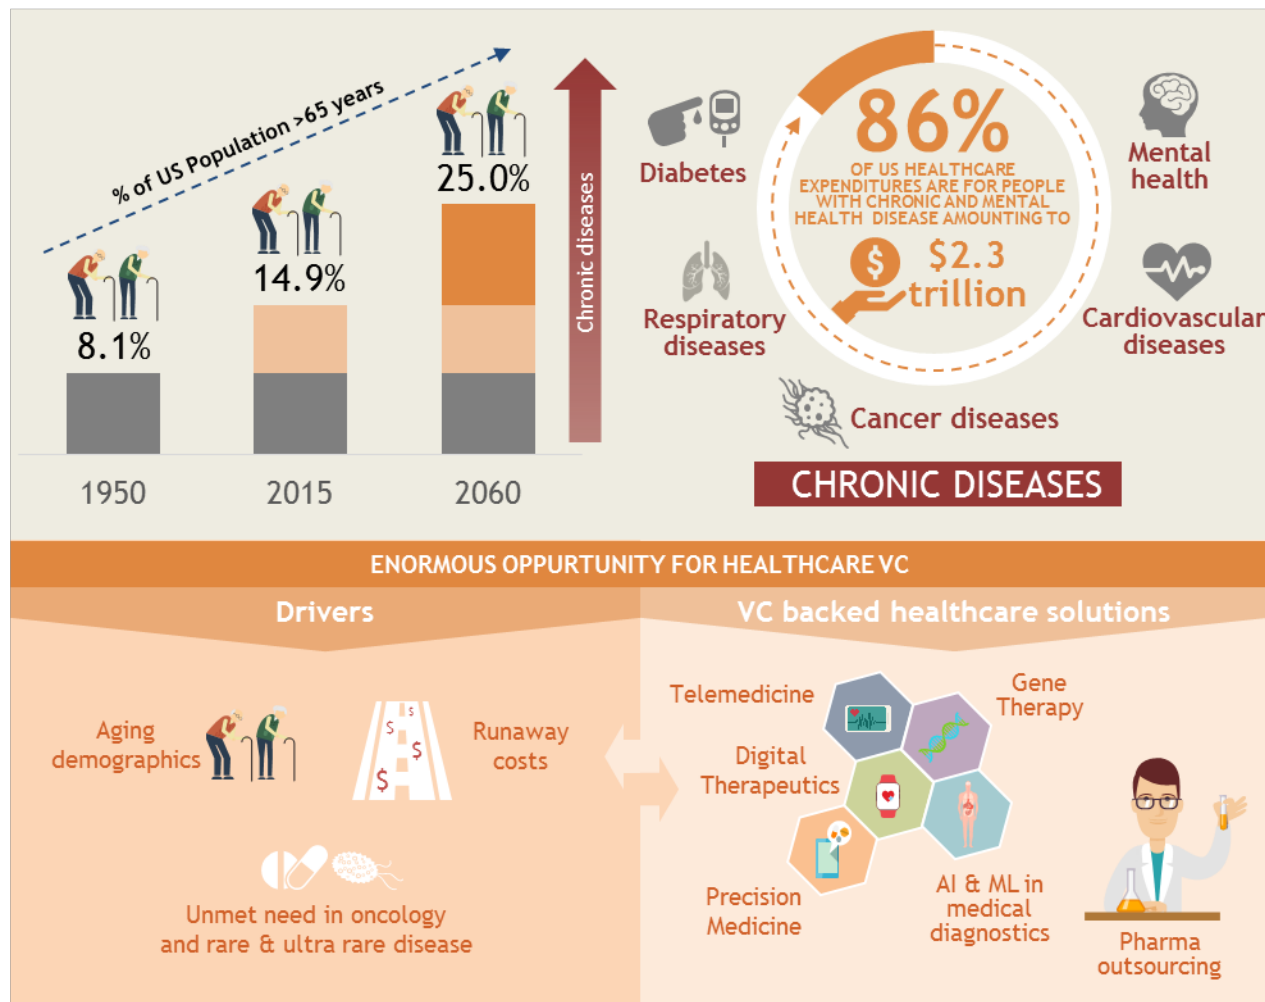 % of US Population >65 years
8.1%
14.9%
25.0%
1950
2015
2060
Chronic diseases
Diabetes
Respiratory
diseases
86%
OF US HEALTHCARE
EXPENDITURES ARE FOR PEOPLE
WITH CHRONIC AND MENTAL
HEALTH DISEASE AMOUNTING TO
$
$2.3
trillion
Mental
health
Cardiovascular
diseases
Cancer diseases
CHRONIC DISEASES
ENORMOUS OPPURTUNITY FOR HEALTHCARE VC
Drivers
Aging
demographics
$
$
$
Runaway
costs
Unmet need in oncology
and rare & ultra rare disease
VC backed healthcare solutions
Telemedicine
Gene
Therapy
Digital
Therapeutics
Precision
Medicine
AI & ML in
medical
diagnostics
Pharma
outsourcing